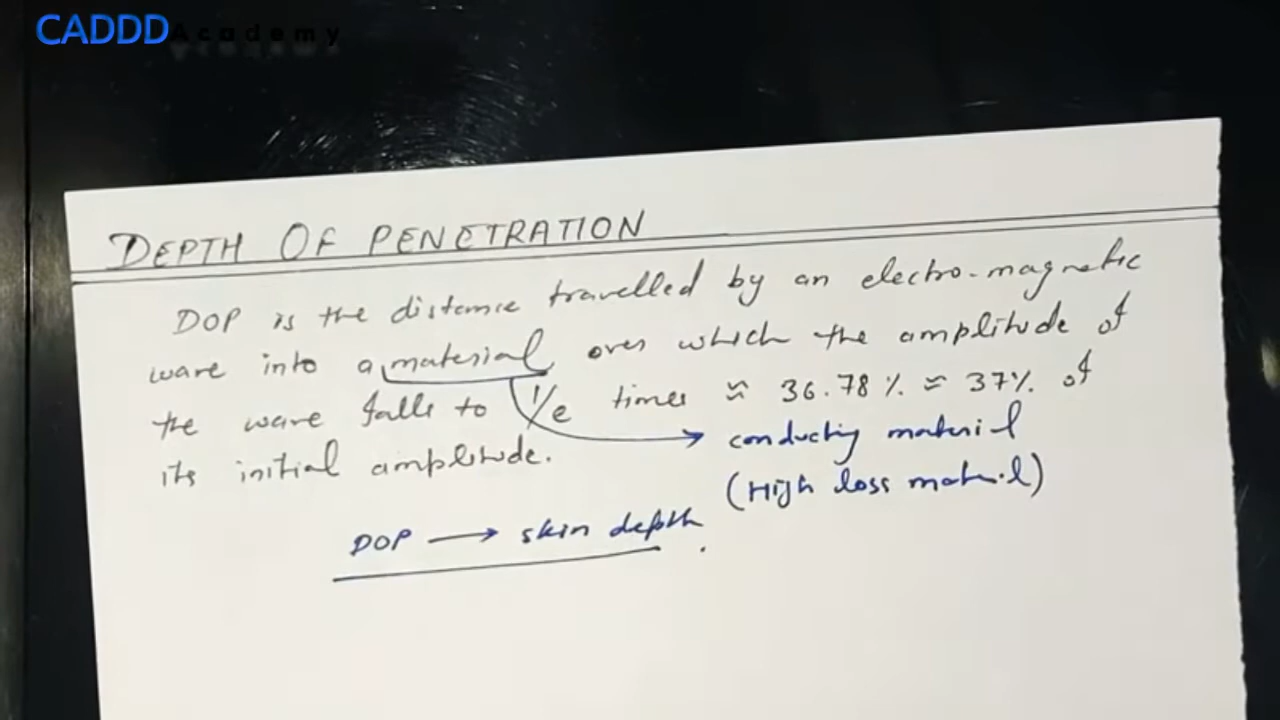 CADDD Academy
DEPTH OF PENETRATION
DOP is the distance travelled by an electro-magnetic
wave into a material over which the amplitude of
the wave falls to 1/e times ≈ 36.78 % ≈ 37% of
its initial amplitude.
conducting material
(High loss material)
DOP → skin depth